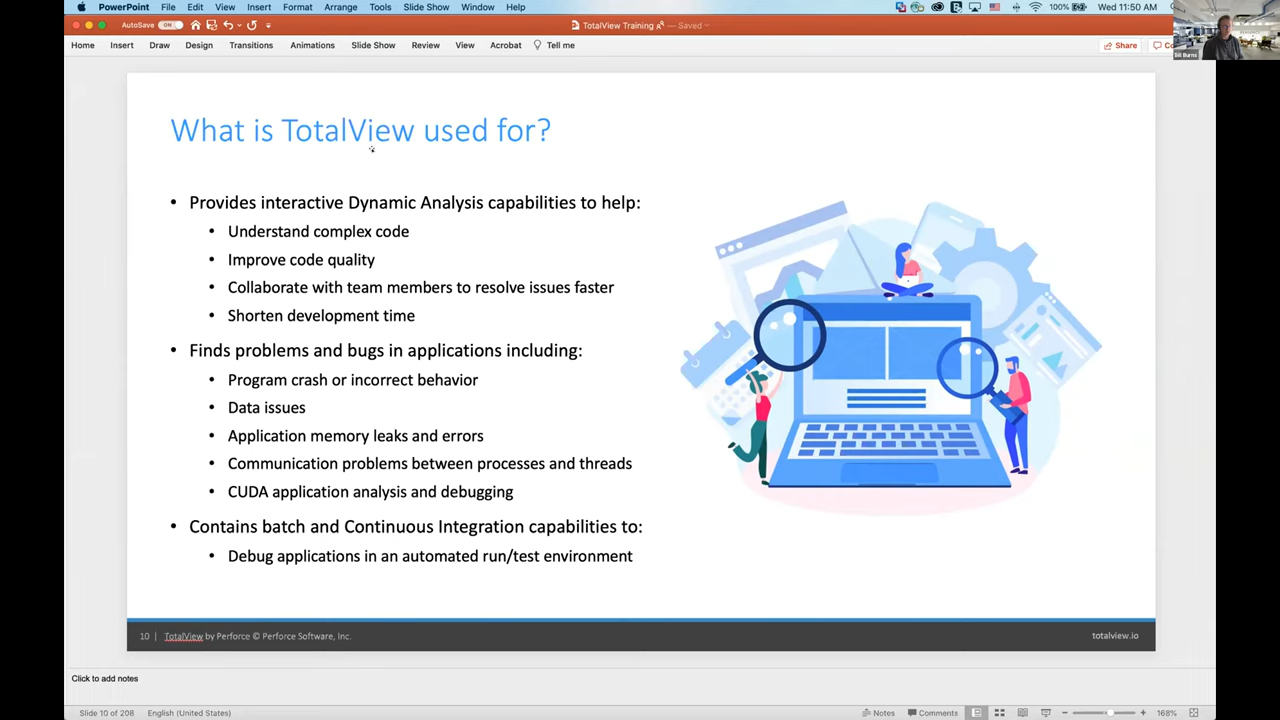 PowerPoint File Edit View Insert Format Arrange Tools Slide Show Window Help 100% Wed 11:50 AM
AutoSave ON TotalView Training — Saved
Home Insert Draw Design Transitions Animations Slide Show Review View Acrobat Tell me Share Co
Bill Burns
What is TotalView used for?
• Provides interactive Dynamic Analysis capabilities to help:
• Understand complex code
• Improve code quality
• Collaborate with team members to resolve issues faster
• Shorten development time
• Finds problems and bugs in applications including:
• Program crash or incorrect behavior
• Data issues
• Application memory leaks and errors
• Communication problems between processes and threads
• CUDA application analysis and debugging
• Contains batch and Continuous Integration capabilities to:
• Debug applications in an automated run/test environment
10 | TotalView by Perforce © Perforce Software, Inc. totalview.io
Click to add notes
Slide 10 of 208 English (United States) Notes Comments 168%